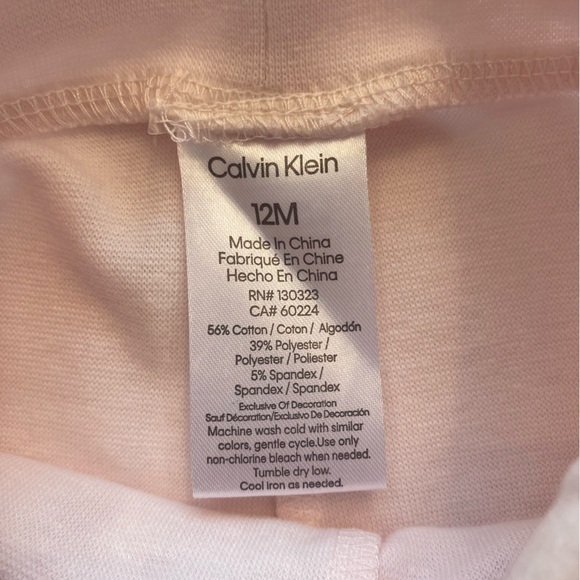 Calvin Klein
12M
Made In China
Fabriqué En Chine
Hecho En China
RN# 130323
CA# 60224
56% Cotton / Coton / Algodón
39% Polyester /
Polyester / Poliester
5% Spandex /
Spandex / Spandex
Exclusive Of Decoration
Sauf Décoration/Exclusivo De Decoración
Machine wash cold with similar
colors, gentle cycle.Use only
non-chlorine bleach when needed.
Tumble dry low.
Cool iron as needed.